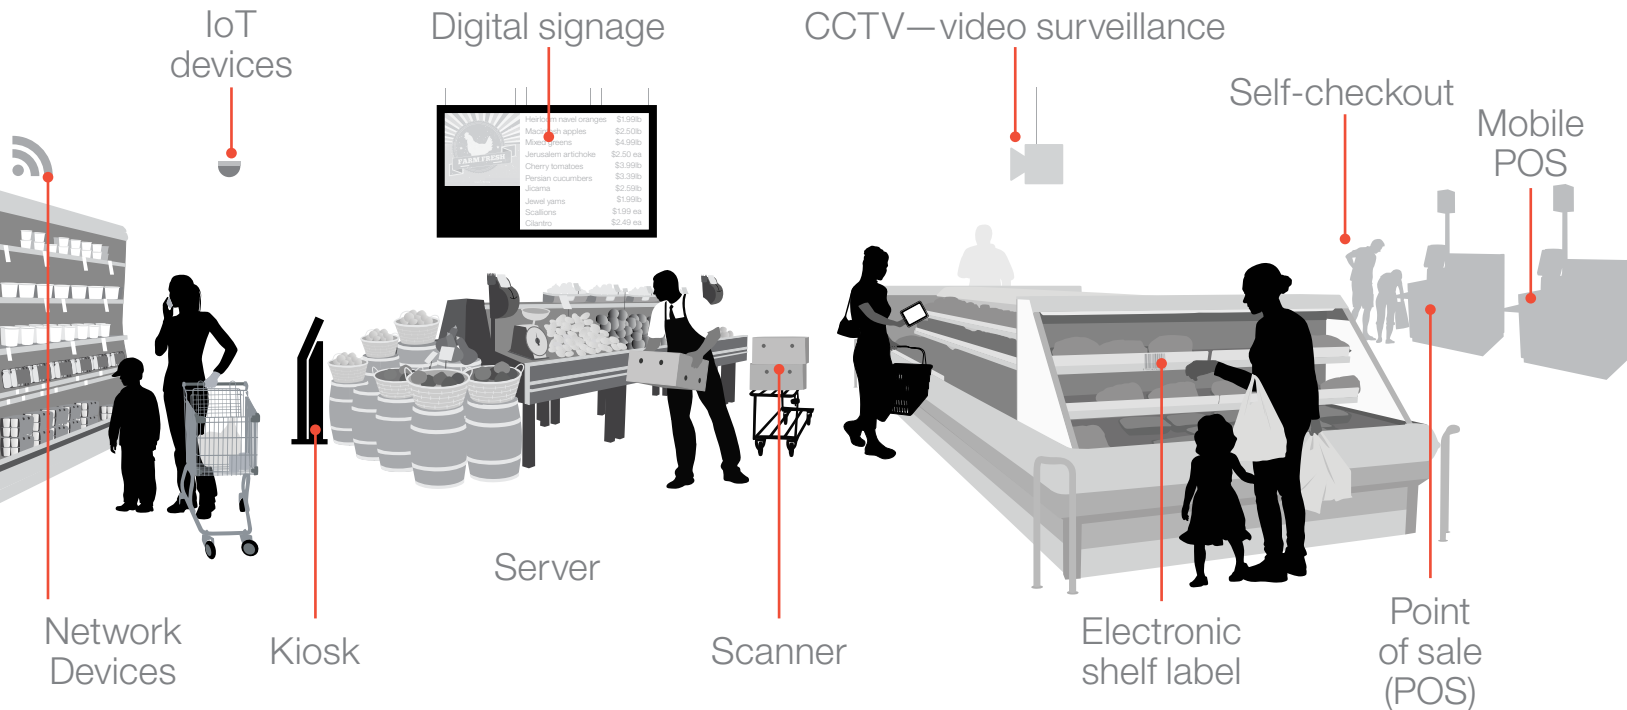 IoT
devices
Digital signage
CCTV—video surveillance
Self-checkout
Mobile
POS
FARM FRESH
Heirloom navel oranges $1.99lb
Macintosh apples $2.50lb
Mixed greens $4.99lb
Jerusalem artichoke $2.50 ea
Cherry tomatoes $3.99lb
Persian cucumbers $3.39lb
Jicama $2.59lb
Jewel yams $1.99lb
Scallions $1.99 ea
Cilantro $2.49 ea
Server
Network
Devices
Kiosk
Scanner
Electronic
shelf label
Point
of sale
(POS)